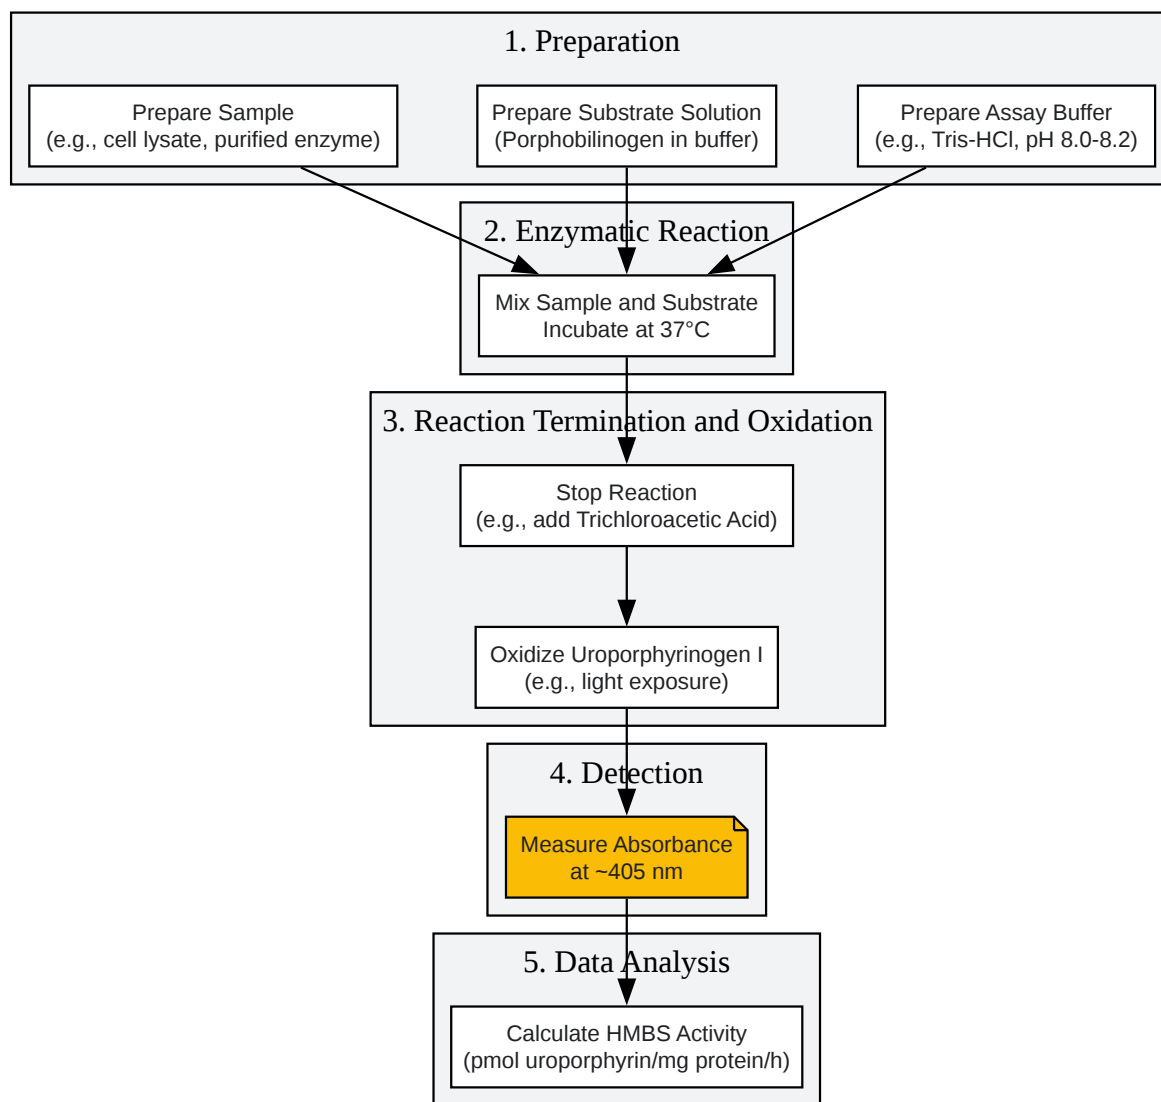 1. Preparation
Prepare Sample
(e.g., cell lysate, purified enzyme)
Prepare Substrate Solution
(Porphobilinogen in buffer)
Prepare Assay Buffer
(e.g., Tris-HCl, pH 8.0-8.2)
2. Enzymatic Reaction
Mix Sample and Substrate
Incubate at 37°C
3. Reaction Termination and Oxidation
Stop Reaction
(e.g., add Trichloroacetic Acid)
Oxidize Uroporphyrinogen I
(e.g., light exposure)
4. Detection
Measure Absorbance
at ~405 nm
5. Data Analysis
Calculate HMBS Activity
(pmol uroporphyrin/mg protein/h)